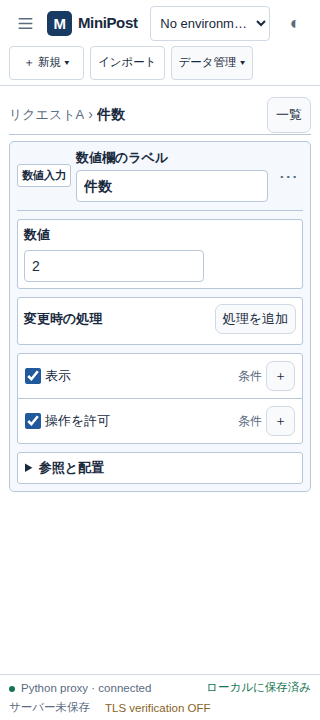 M MiniPost No environm…
+ 新規 ▾ インポート データ管理 ▾
リクエストA › 件数 一覧
数値入力 数値欄のラベル
件数
数値
2
変更時の処理 処理を追加
表示 条件 +
操作を許可 条件 +
▶ 参照と配置
Python proxy · connected ローカルに保存済み
サーバー未保存 TLS verification OFF